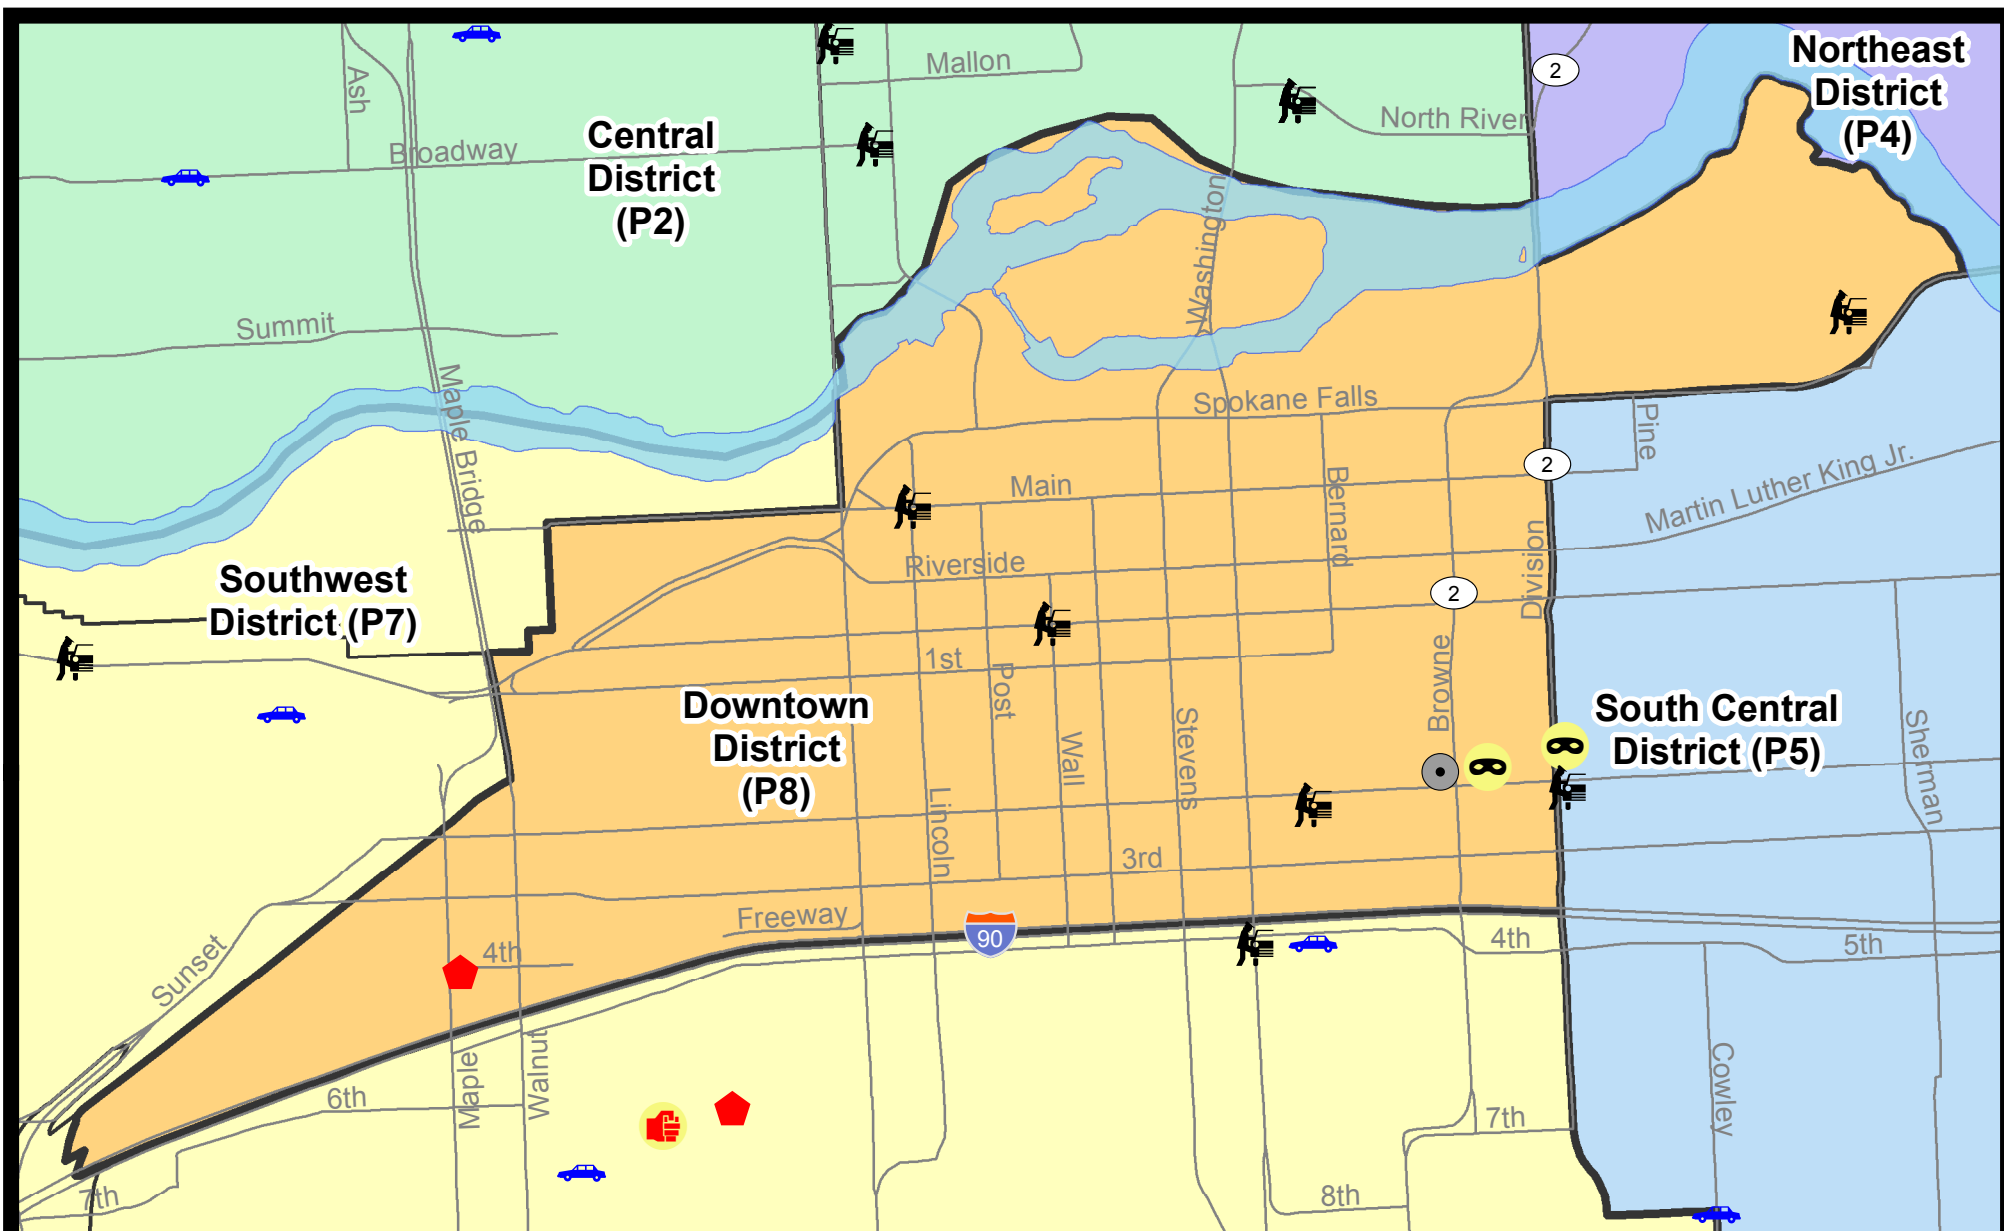 Northeast
District
(P4)
2
Mallon
Ash
North River
Central
District
(P2)
Broadway
Washington
Summit
Maple Bridge
Spokane Falls
Pine
Main
Bernard
2
Martin Luther King Jr.
Riverside
Division
Southwest
District (P7)
2
1st
Post
Browne
Downtown
District
(P8)
Wall
Stevens
South Central
District (P5)
Sherman
Lincoln
3rd
Freeway
90
4th
4th
5th
Sunset
Maple
Walnut
Cowley
6th
7th
7th
8th